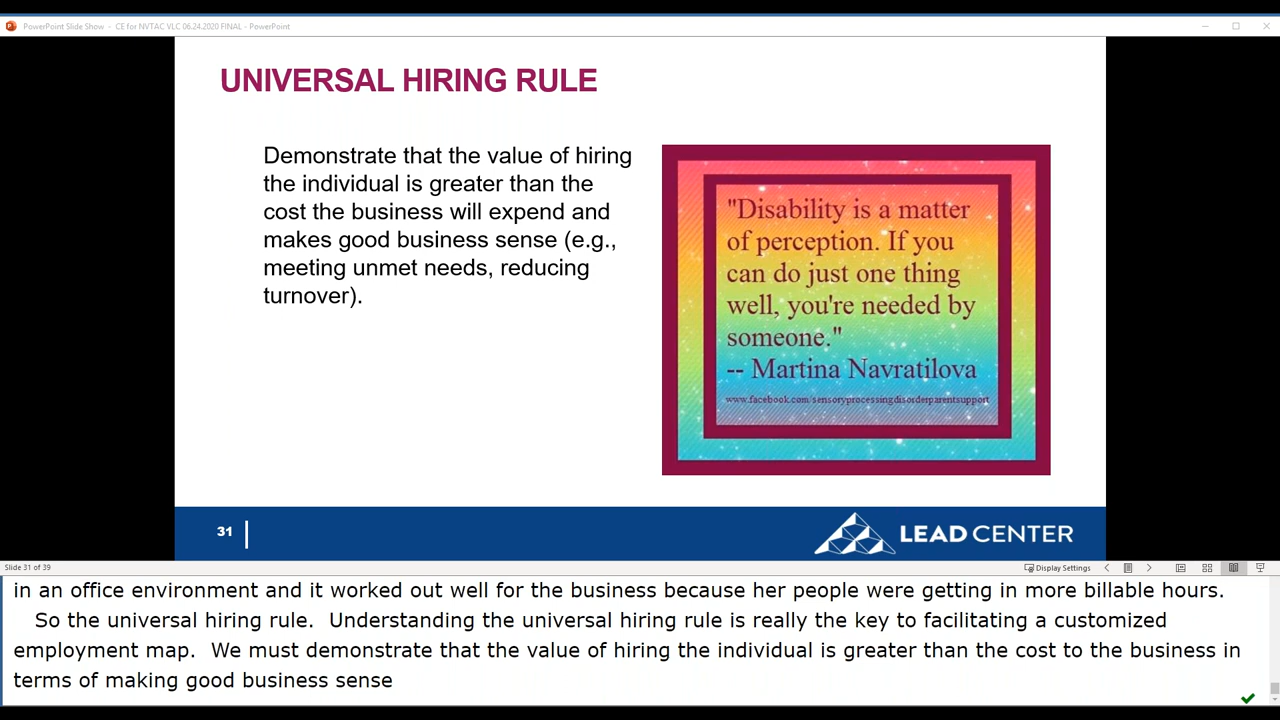 PowerPoint Slide Show - CE for NVTAC VLC 06.24.2020 FINAL - PowerPoint
UNIVERSAL HIRING RULE
Demonstrate that the value of hiring
the individual is greater than the
cost the business will expend and
makes good business sense (e.g.,
meeting unmet needs, reducing
turnover).
"Disability is a matter
of perception. If you
can do just one thing
well, you're needed by
someone."
-- Martina Navratilova
www.facebook.com/sensoryprocessingdisorderparentsupport
31
LEAD CENTER
Slide 31 of 39
Display Settings
in an office environment and it worked out well for the business because her people were getting in more billable hours.
So the universal hiring rule.  Understanding the universal hiring rule is really the key to facilitating a customized
employment map.  We must demonstrate that the value of hiring the individual is greater than the cost to the business in
terms of making good business sense